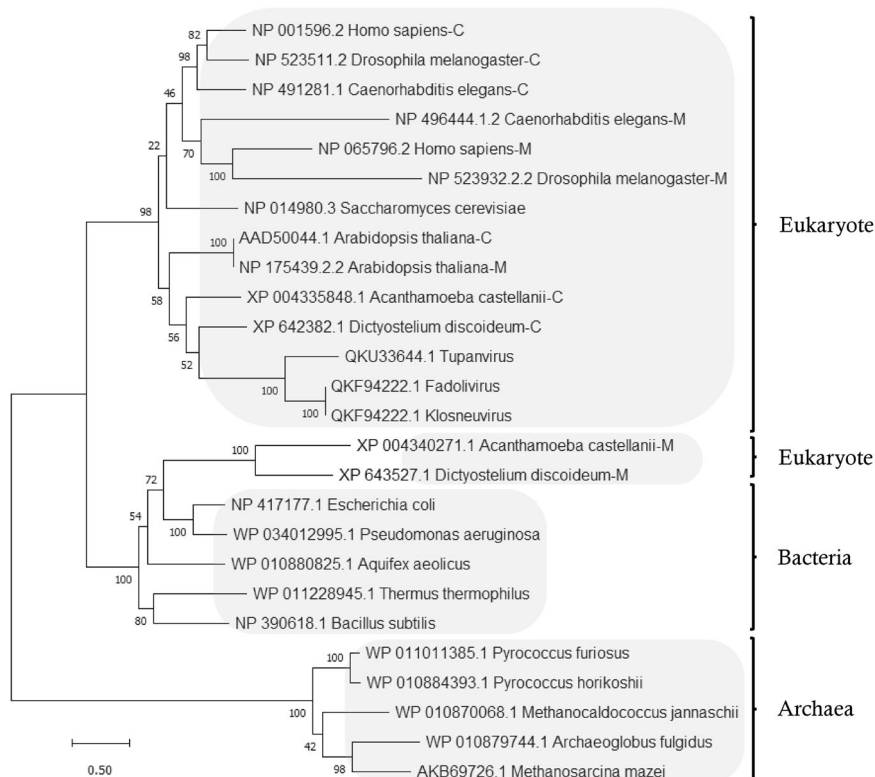 NP 001596.2 Homo sapiens-C
82
NP 523511.2 Drosophila melanogaster-C
98
NP 491281.1 Caenorhabditis elegans-C
46
NP 496444.1.2 Caenorhabditis elegans-M
22
70
NP 065796.2 Homo sapiens-M
100
NP 523932.2.2 Drosophila melanogaster-M
98
NP 014980.3 Saccharomyces cerevisiae
Eukaryote
100
AAD50044.1 Arabidopsis thaliana-C
NP 175439.2.2 Arabidopsis thaliana-M
58
XP 004335848.1 Acanthamoeba castellanii-C
56
XP 642382.1 Dictyostelium discoideum-C
52
QKU33644.1 Tupanvirus
100
QKF94222.1 Fadolivirus
100
QKF94222.1 Klosneuvirus
100
XP 004340271.1 Acanthamoeba castellanii-M
Eukaryote
72
XP 643527.1 Dictyostelium discoideum-M
NP 417177.1 Escherichia coli
54
100
WP 034012995.1 Pseudomonas aeruginosa
WP 010880825.1 Aquifex aeolicus
Bacteria
100
WP 011228945.1 Thermus thermophilus
80
NP 390618.1 Bacillus subtilis
100
WP 011011385.1 Pyrococcus furiosus
WP 010884393.1 Pyrococcus horikoshii
100
WP 010870068.1 Methanocaldococcus jannaschii
Archaea
42
WP 010879744.1 Archaeoglobus fulgidus
98
AKB69726.1 Methanosarcina mazei
0.50